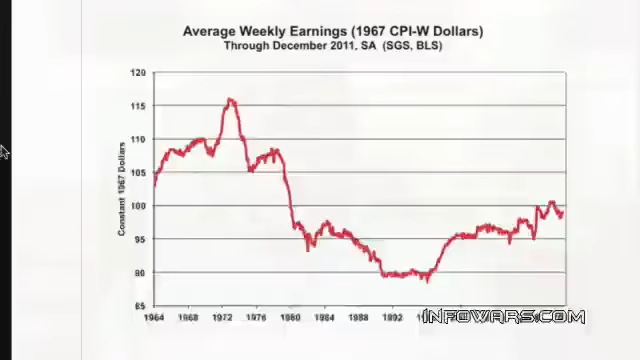 Average Weekly Earnings (1967 CPI-W Dollars)
Through December 2011, SA (SGS, BLS)
Constant 1967 Dollars
120
115
110
105
100
95
90
85
1964 1968 1972 1976 1980 1984 1988 1992
INFOWARS.COM